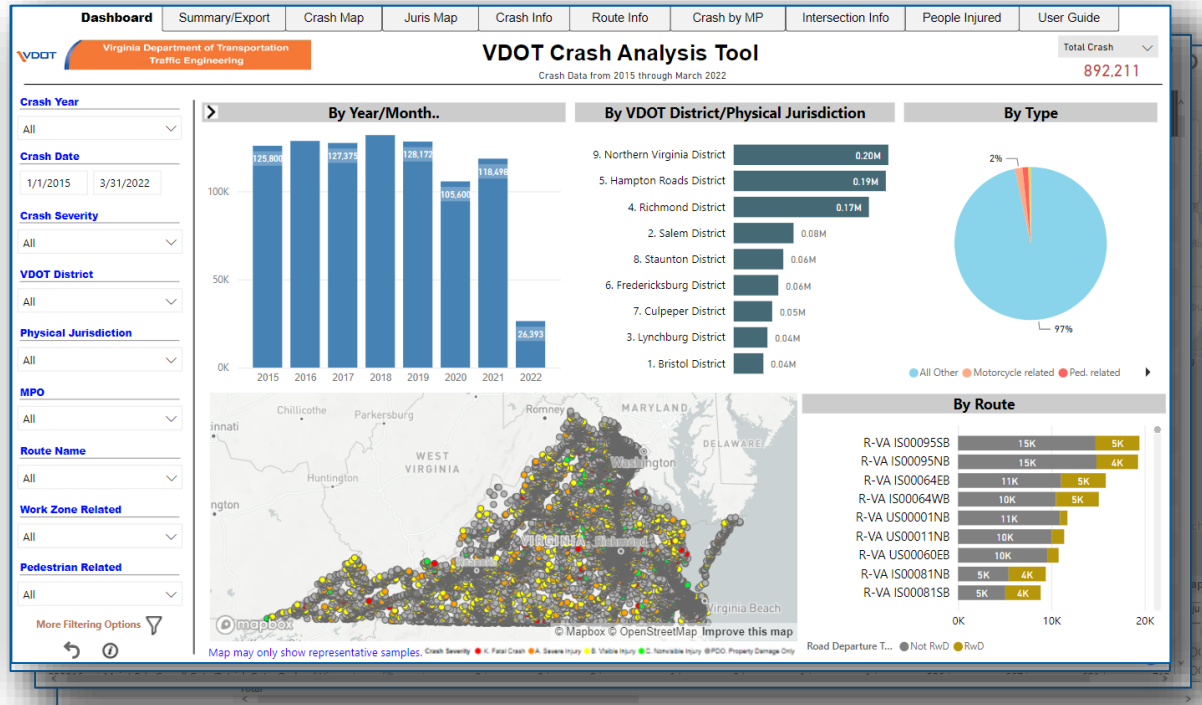 Dashboard
Summary/Export
Crash Map
Juris Map
Crash Info
Route Info
Crash by MP
Intersection Info
People Injured
User Guide
VDOT
Virginia Department of Transportation
Traffic Engineering
VDOT Crash Analysis Tool
Crash Data from 2015 through March 2022
Total Crash
892,211
Crash Year
All
Crash Date
1/1/2015 3/31/2022
Crash Severity
All
VDOT District
All
Physical Jurisdiction
All
MPO
All
Route Name
All
Work Zone Related
All
Pedestrian Related
All
More Filtering Options
By Year/Month..
100K
50K
0K
125,800
127,375
128,172
105,600
118,498
26,393
2015 2016 2017 2018 2019 2020 2021 2022
By VDOT District/Physical Jurisdiction
9. Northern Virginia District 0.20M
5. Hampton Roads District 0.19M
4. Richmond District 0.17M
2. Salem District 0.08M
8. Staunton District 0.06M
6. Fredericksburg District 0.06M
7. Culpeper District 0.05M
3. Lynchburg District 0.04M
1. Bristol District 0.04M
By Type
2%
97%
All Other Motorcycle related Ped. related
Chillicothe
Parkersburg
Romney
MARYLAND
innati
WEST
VIRGINIA
DELAWARE
Washington
Huntington
ngton
VIRGINIA
Richmond
Virginia Beach
mapbox
© Mapbox © OpenStreetMap Improve this map
Map may only show representative samples.
Crash Severity K. Fatal Crash A. Severe Injury B. Visible Injury C. Nonvisible Injury PDO. Property Damage Only
By Route
R-VA IS00095SB 15K 5K
R-VA IS00095NB 15K 4K
R-VA IS00064EB 11K 5K
R-VA IS00064WB 10K 5K
R-VA US00001NB 11K
R-VA US00011NB 10K
R-VA US00060EB 10K
R-VA IS00081NB 5K 4K
R-VA IS00081SB 5K 4K
0K 10K 20K
Road Departure T... Not RwD RwD
Total